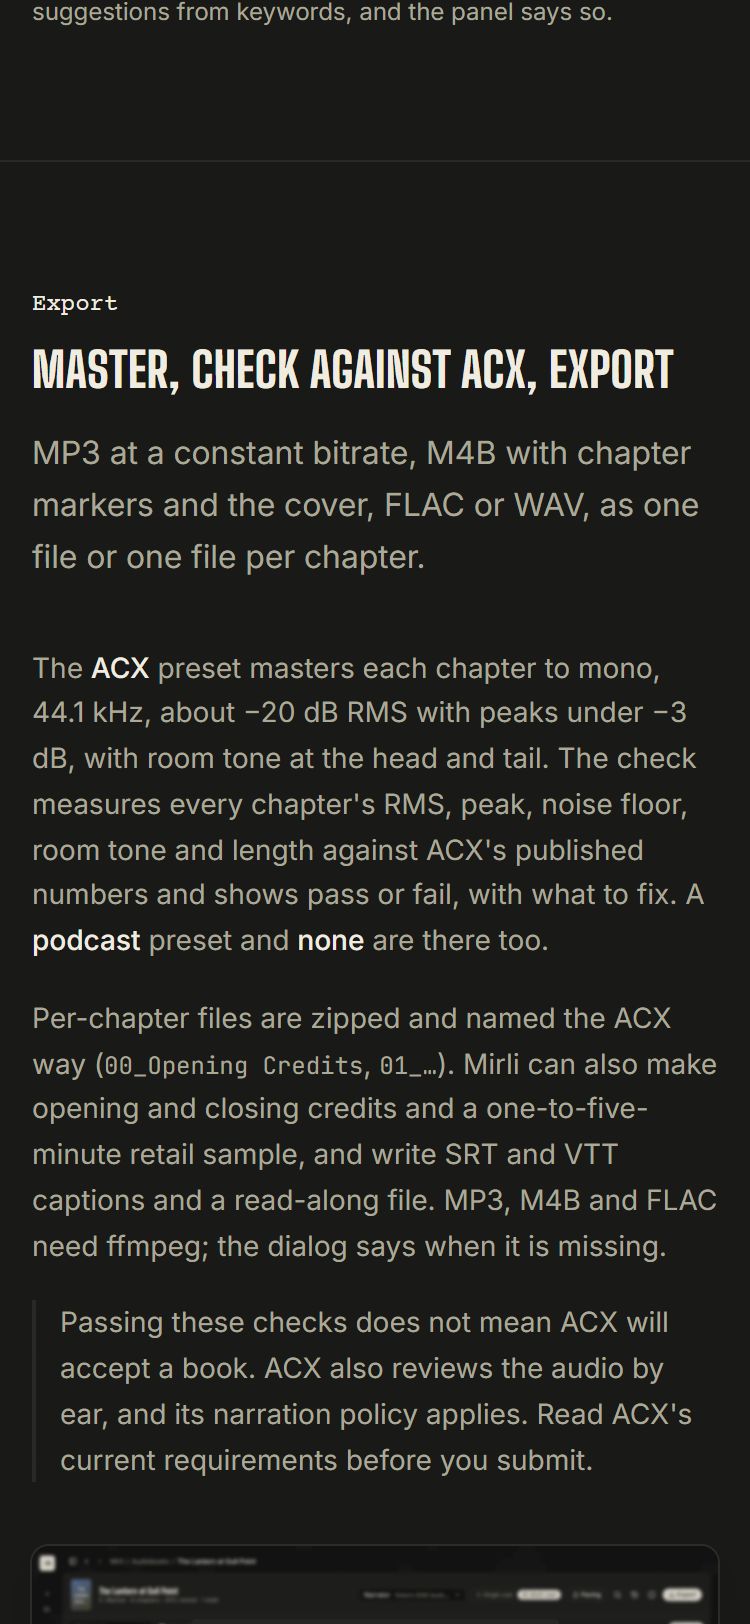 suggestions from keywords, and the panel says so.
Export
MASTER, CHECK AGAINST ACX, EXPORT
MP3 at a constant bitrate, M4B with chapter
markers and the cover, FLAC or WAV, as one
file or one file per chapter.
The ACX preset masters each chapter to mono,
44.1 kHz, about −20 dB RMS with peaks under −3
dB, with room tone at the head and tail. The check
measures every chapter's RMS, peak, noise floor,
room tone and length against ACX's published
numbers and shows pass or fail, with what to fix. A
podcast preset and none are there too.
Per-chapter files are zipped and named the ACX
way (00_Opening Credits, 01_…). Mirli can also make
opening and closing credits and a one-to-five-
minute retail sample, and write SRT and VTT
captions and a read-along file. MP3, M4B and FLAC
need ffmpeg; the dialog says when it is missing.
Passing these checks does not mean ACX will
accept a book. ACX also reviews the audio by
ear, and its narration policy applies. Read ACX's
current requirements before you submit.